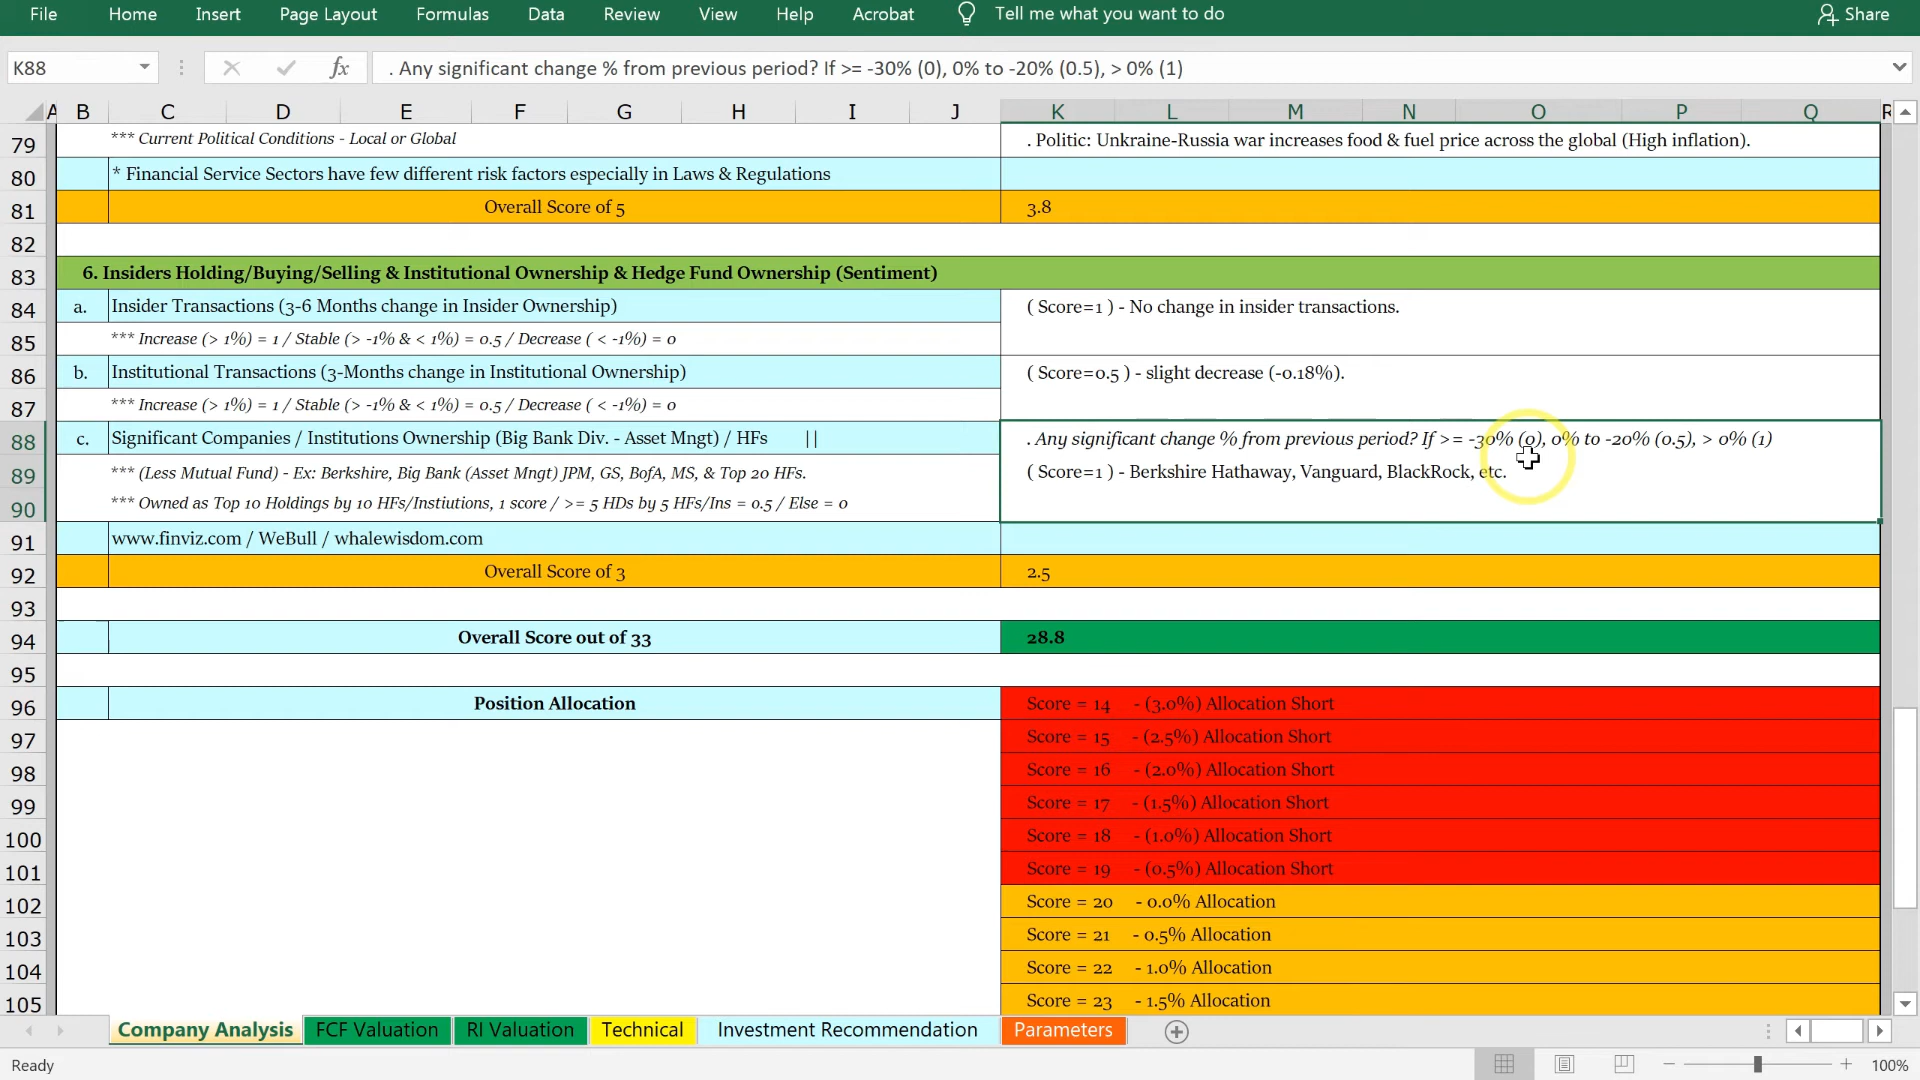 File Home Insert Page Layout Formulas Data Review View Help Acrobat Tell me what you want to do Share
K88 fx . Any significant change % from previous period? If >= -30% (0), 0% to -20% (0.5), > 0% (1)
A B C D E F G H I J K L M N O P Q R
79 *** Current Political Conditions - Local or Global . Politic: Unkraine-Russia war increases food & fuel price across the global (High inflation).
80 * Financial Service Sectors have few different risk factors especially in Laws & Regulations
81 Overall Score of 5 3.8
82
83 6. Insiders Holding/Buying/Selling & Institutional Ownership & Hedge Fund Ownership (Sentiment)
84 a. Insider Transactions (3-6 Months change in Insider Ownership) ( Score=1 ) - No change in insider transactions.
85 *** Increase (> 1%) = 1 / Stable (> -1% & < 1%) = 0.5 / Decrease ( < -1%) = 0
86 b. Institutional Transactions (3-Months change in Institutional Ownership) ( Score=0.5 ) - slight decrease (-0.18%).
87 *** Increase (> 1%) = 1 / Stable (> -1% & < 1%) = 0.5 / Decrease ( < -1%) = 0
88 c. Significant Companies / Institutions Ownership (Big Bank Div. - Asset Mngt) / HFs || . Any significant change % from previous period? If >= -30% (0), 0% to -20% (0.5), > 0% (1)
89 *** (Less Mutual Fund) - Ex: Berkshire, Big Bank (Asset Mngt) JPM, GS, BofA, MS, & Top 20 HFs. ( Score=1 ) - Berkshire Hathaway, Vanguard, BlackRock, etc.
90 *** Owned as Top 10 Holdings by 10 HFs/Instiutions, 1 score / >= 5 HDs by 5 HFs/Ins = 0.5 / Else = 0
91 www.finviz.com / WeBull / whalewisdom.com
92 Overall Score of 3 2.5
93
94 Overall Score out of 33 28.8
95
96 Position Allocation Score = 14 - (3.0%) Allocation Short
97 Score = 15 - (2.5%) Allocation Short
98 Score = 16 - (2.0%) Allocation Short
99 Score = 17 - (1.5%) Allocation Short
100 Score = 18 - (1.0%) Allocation Short
101 Score = 19 - (0.5%) Allocation Short
102 Score = 20 - 0.0% Allocation
103 Score = 21 - 0.5% Allocation
104 Score = 22 - 1.0% Allocation
105 Score = 23 - 1.5% Allocation
Company Analysis FCF Valuation RI Valuation Technical Investment Recommendation Parameters
Ready 100%